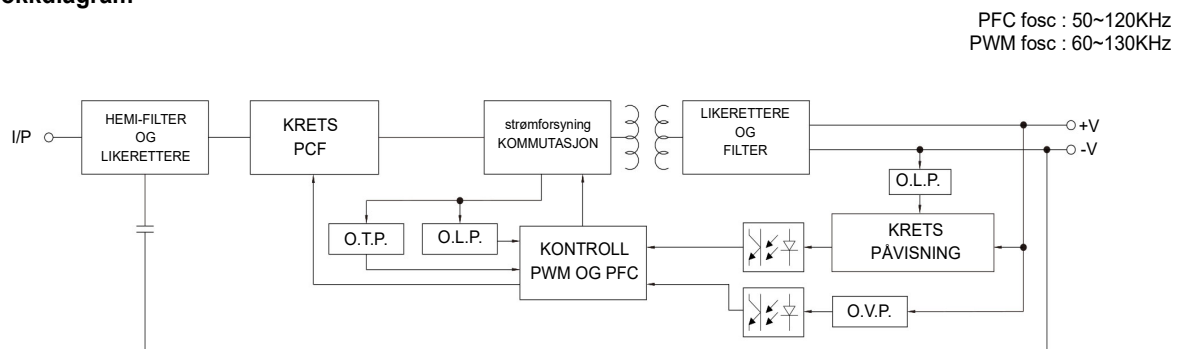 PFC fosc : 50~120KHz
PWM fosc : 60~130KHz
I/P
HEMI-FILTER
OG
LIKERETTERE
KRETS
PCF
strømforsyning
KOMMUTASJON
LIKERETTERE
OG
FILTER
+V
-V
O.L.P.
O.T.P.
O.L.P.
KONTROLL
PWM OG PFC
KRETS
PÅVISNING
O.V.P.